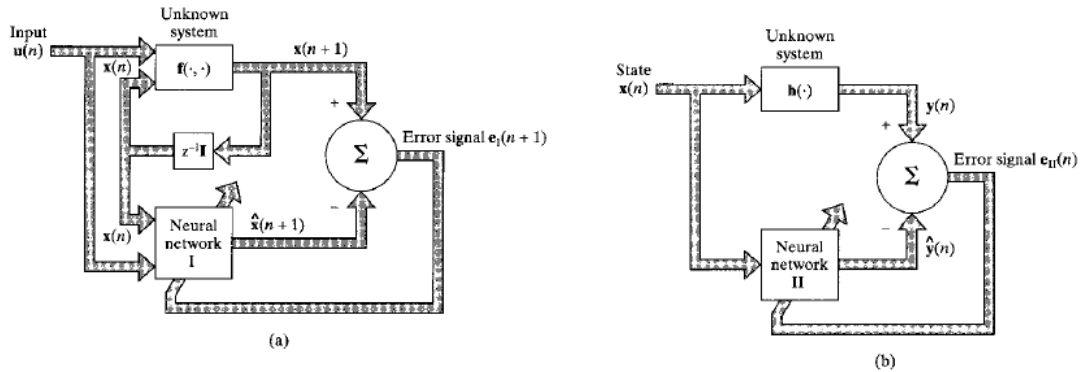 Unknown
system
Input
u(n)
x(n)
f(·, ·)
x(n + 1)
+
z⁻¹I
Σ
Error signal e_I(n + 1)
−
x(n)
Neural
network
I
x̂(n + 1)
(a)
Unknown
system
State
x(n)
h(·)
y(n)
+
Σ
Error signal e_II(n)
−
ŷ(n)
Neural
network
II
(b)